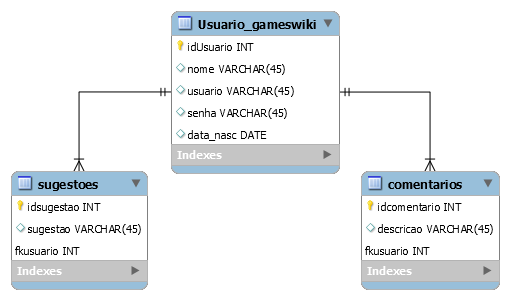 Usuario_gameswiki
idUsuario INT
nome VARCHAR(45)
usuario VARCHAR(45)
senha VARCHAR(45)
data_nasc DATE
Indexes
sugestoes
idsugestao INT
sugestao VARCHAR(45)
fkusuario INT
Indexes
comentarios
idcomentario INT
descricao VARCHAR(45)
fkusuario INT
Indexes